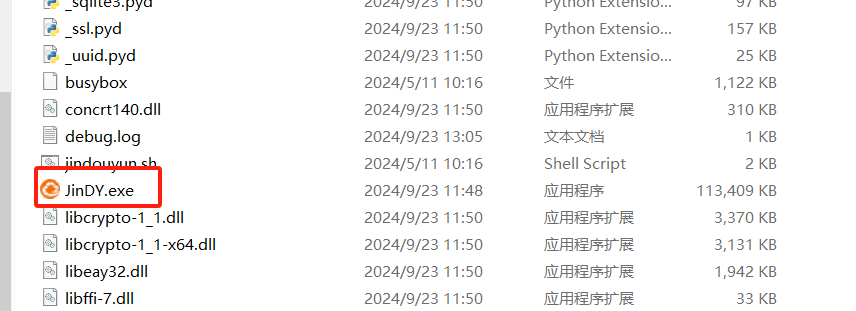 _sqlite3.pyd 2024/9/23 11:50 Python Extensio... 97 KB
_ssl.pyd 2024/9/23 11:50 Python Extensio... 157 KB
_uuid.pyd 2024/9/23 11:50 Python Extensio... 25 KB
busybox 2024/5/11 10:16 文件 1,122 KB
concrt140.dll 2024/9/23 11:50 应用程序扩展 310 KB
debug.log 2024/9/23 13:05 文本文档 1 KB
jindouyun.sh 2024/5/11 10:16 Shell Script 2 KB
JinDY.exe 2024/9/23 11:48 应用程序 113,409 KB
libcrypto-1_1.dll 2024/9/23 11:50 应用程序扩展 3,370 KB
libcrypto-1_1-x64.dll 2024/9/23 11:50 应用程序扩展 3,131 KB
libeay32.dll 2024/9/23 11:50 应用程序扩展 1,942 KB
libffi-7.dll 2024/9/23 11:50 应用程序扩展 33 KB